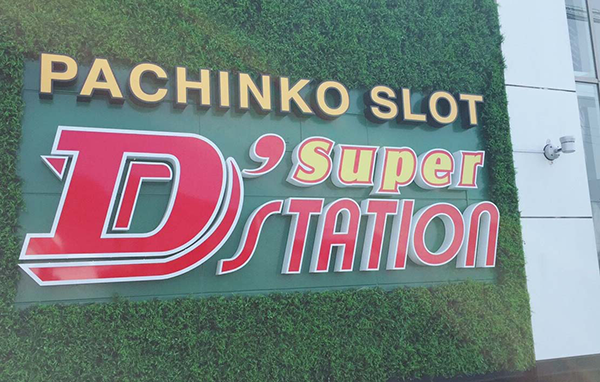 PACHINKO SLOT
D' Super
STATION